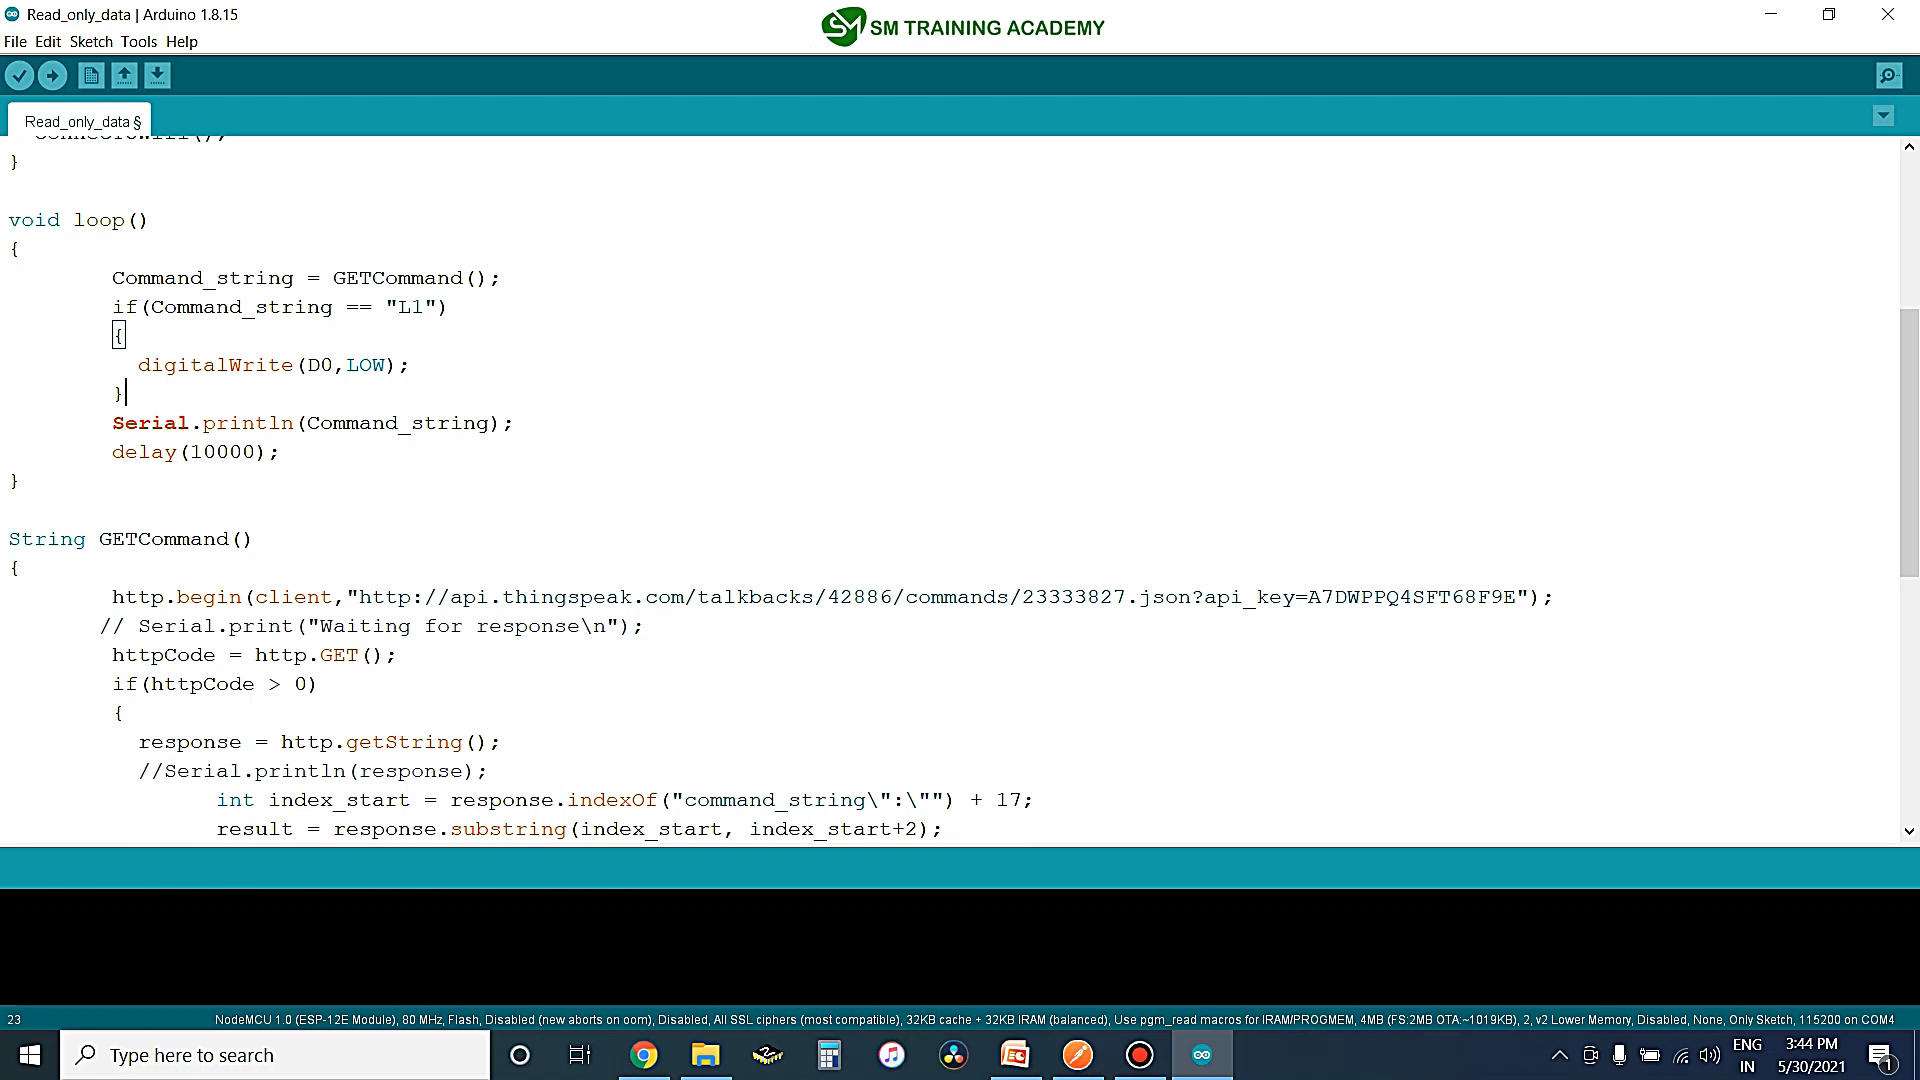 Read_only_data | Arduino 1.8.15
SM TRAINING ACADEMY
File Edit Sketch Tools Help
Read_only_data §
}
void loop()
{
Command_string = GETCommand();
if(Command_string == "L1")
{
digitalWrite(D0,LOW);
}
Serial.println(Command_string);
delay(10000);
}
String GETCommand()
{
http.begin(client,"http://api.thingspeak.com/talkbacks/42886/commands/23333827.json?api_key=A7DWPPQ4SFT68F9E");
// Serial.print("Waiting for response\n");
httpCode = http.GET();
if(httpCode > 0)
{
response = http.getString();
//Serial.println(response);
int index_start = response.indexOf("command_string\":\"") + 17;
result = response.substring(index_start, index_start+2);
23 NodeMCU 1.0 (ESP-12E Module), 80 MHz, Flash, Disabled (new aborts on oom), Disabled, All SSL ciphers (most compatible), 32KB cache + 32KB IRAM (balanced), Use pgm_read macros for IRAM/PROGMEM, 4MB (FS:2MB OTA:~1019KB), 2, v2 Lower Memory, Disabled, None, Only Sketch, 115200 on COM4
Type here to search
ENG
IN
3:44 PM
5/30/2021
1